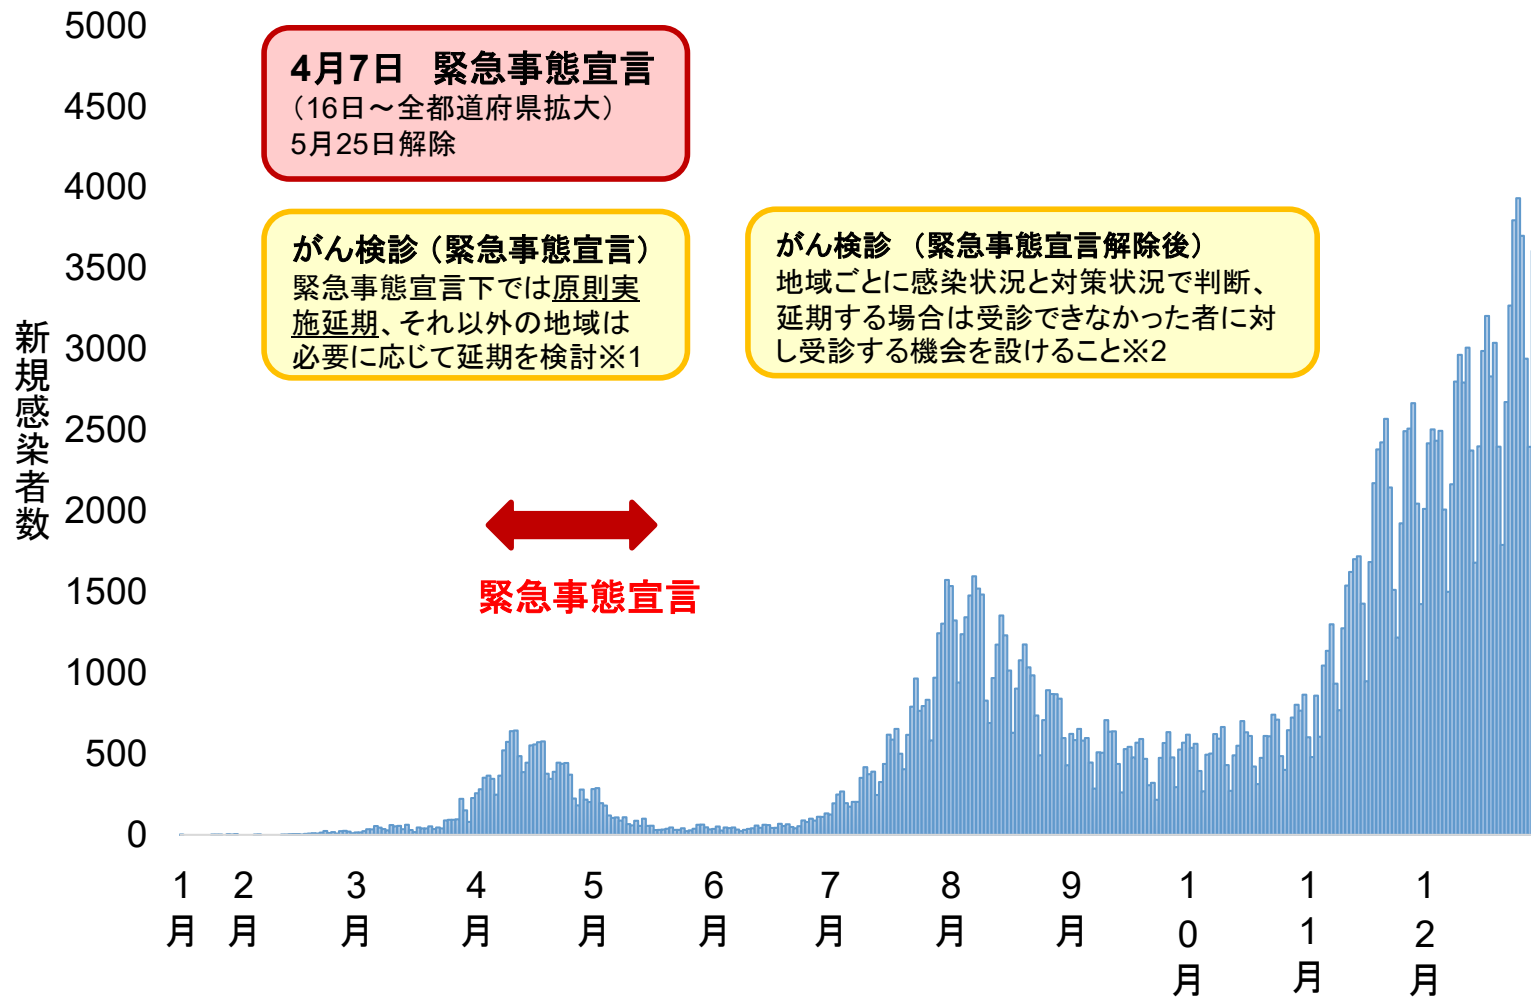 5000
4500
4000
3500
3000
2500
2000
1500
1000
500
0
新規感染者数
4月7日　緊急事態宣言
（16日～全都道府県拡大）
5月25日解除
がん検診（緊急事態宣言）
緊急事態宣言下では原則実
施延期、それ以外の地域は
必要に応じて延期を検討※1
がん検診　（緊急事態宣言解除後）
地域ごとに感染状況と対策状況で判断、
延期する場合は受診できなかった者に対
し受診する機会を設けること※2
緊急事態宣言
1月
2月
3月
4月
5月
6月
7月
8月
9月
10月
11月
12月